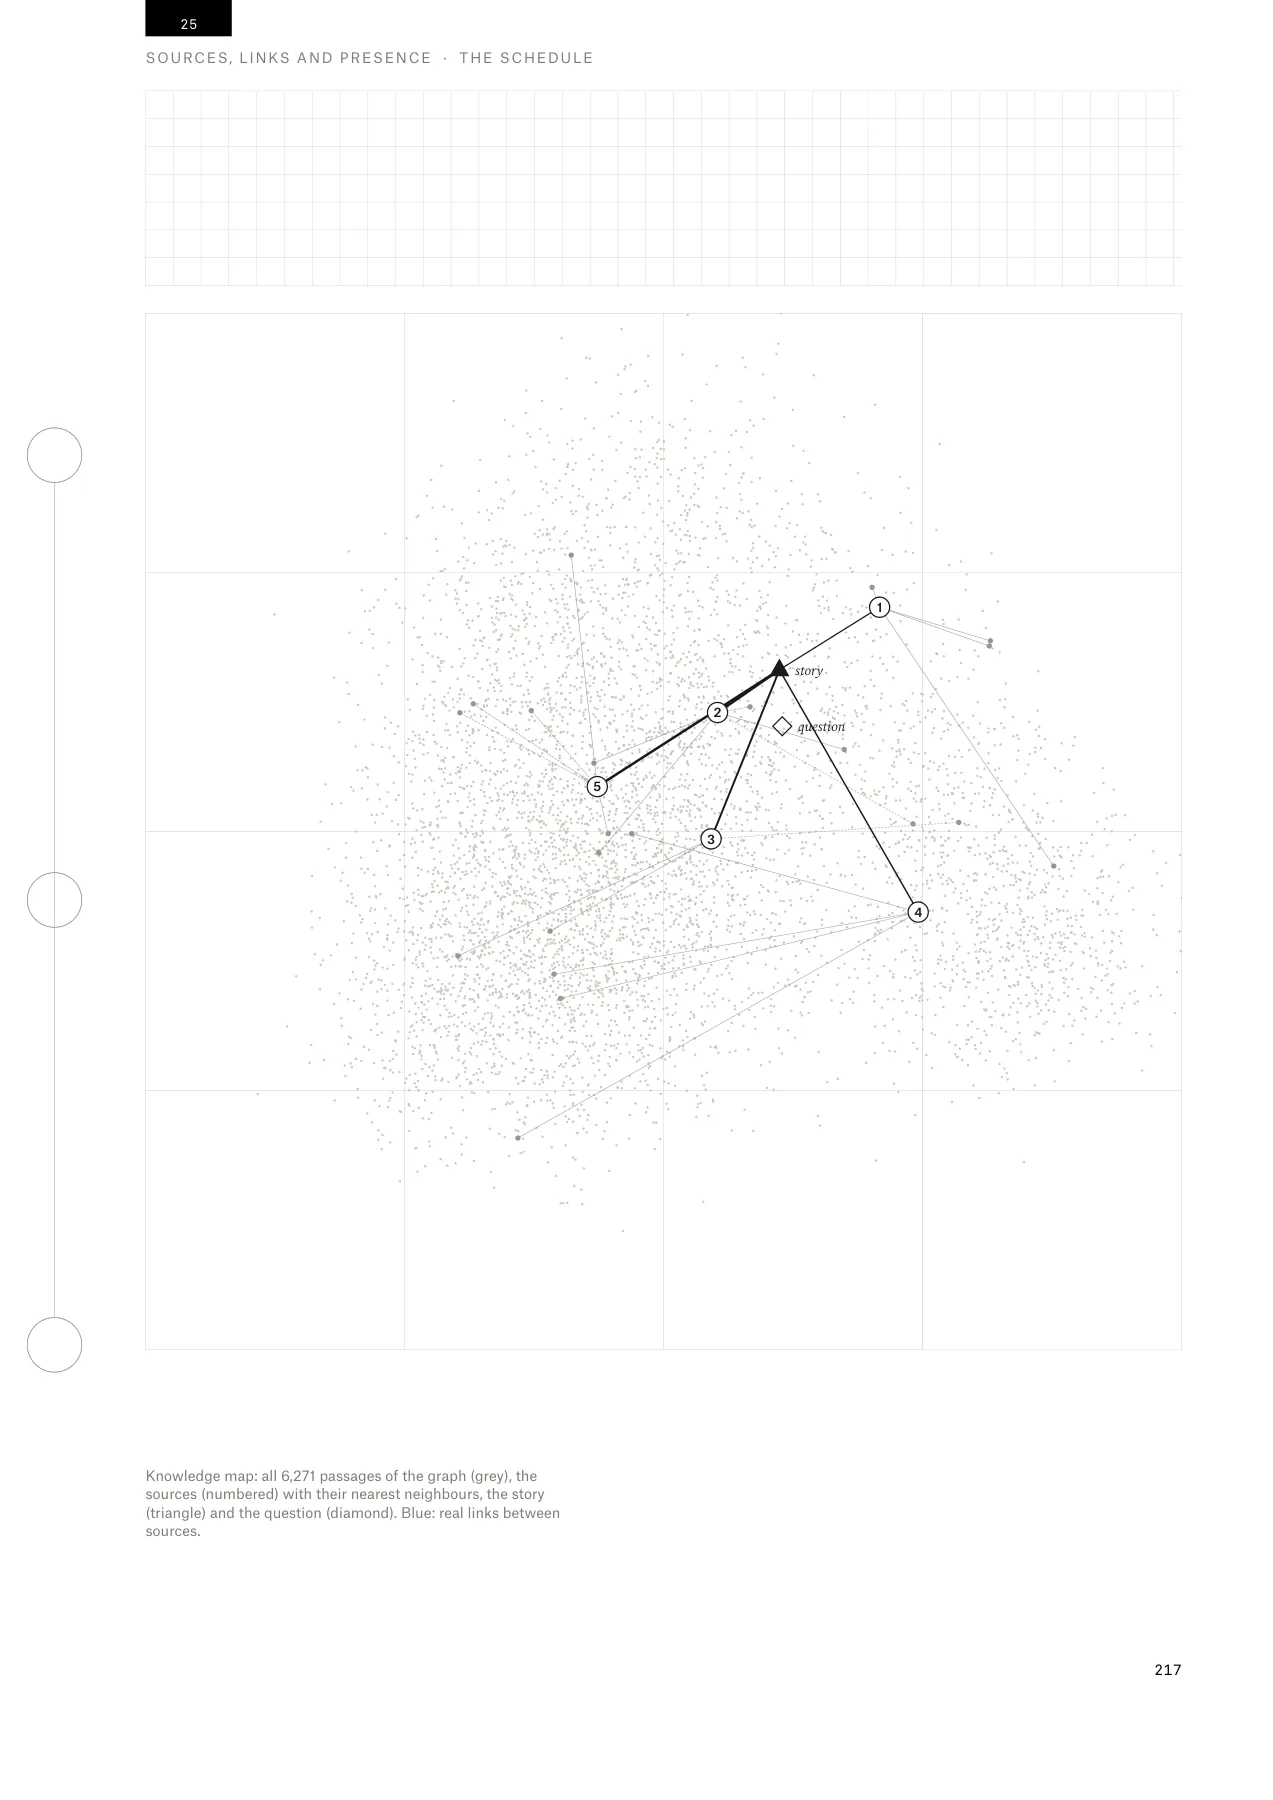 25
SOURCES, LINKS AND PRESENCE · THE SCHEDULE
1
story
2
question
5
3
4
Knowledge map: all 6,271 passages of the graph (grey), the
sources (numbered) with their nearest neighbours, the story
(triangle) and the question (diamond). Blue: real links between
sources.
217